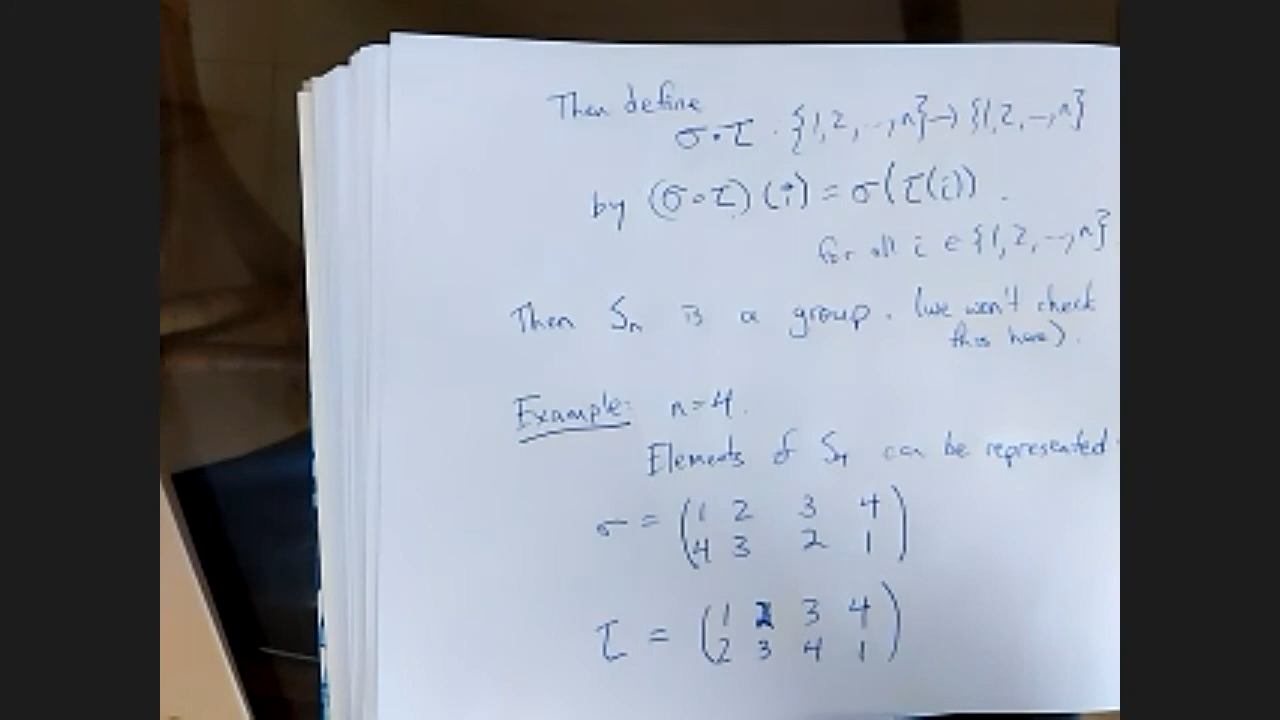 Then define
σ∘τ : {1,2,...,n} → {1,2,...,n}
by (σ∘τ)(i) = σ(τ(i)).
for all i ∈ {1,2,...,n}
Then Sn is a group. (we won't check
this here).
Example: n=4.
Elements of S4 can be represented
σ = (1 2 3 4
4 3 2 1)
τ = (1 2 3 4
2 3 4 1)